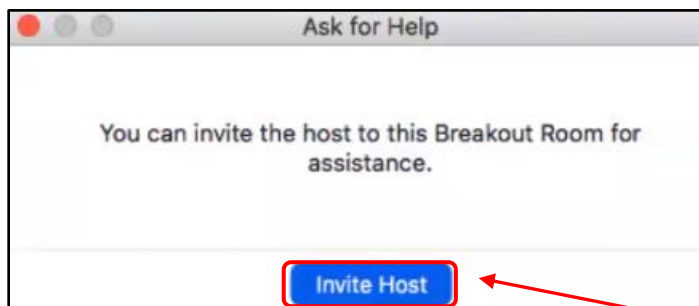 Ask for Help
You can invite the host to this Breakout Room for
assistance.
Invite Host